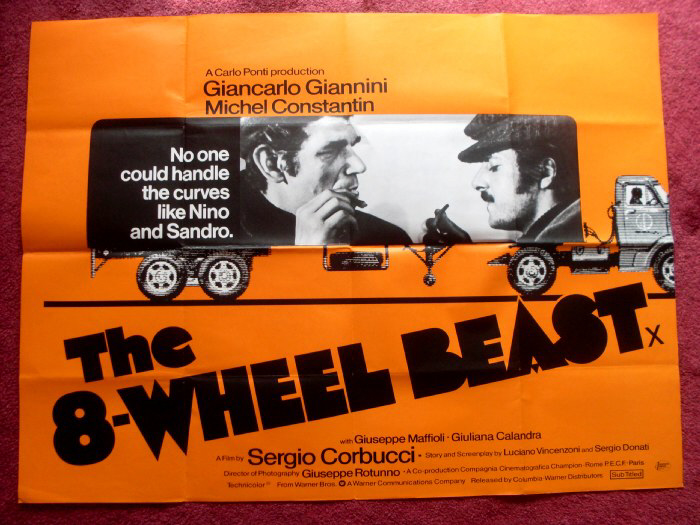 A Carlo Ponti production
Giancarlo Giannini
Michel Constantin
No one
could handle
the curves
like Nino
and Sandro.
The
8-WHEEL BEAST X
with Giuseppe Maffioli · Giuliana Calandra
A Film by Sergio Corbucci · Story and Screenplay by Luciano Vincenzoni and Sergio Donati
Director of Photography Giuseppe Rotunno · A Co-production Compagnia Cinematografica Champion · Rome P.E.C.F · Paris
Technicolor From Warner Bros. A Warner Communications Company Released by Columbia-Warner Distributors Sub Titled